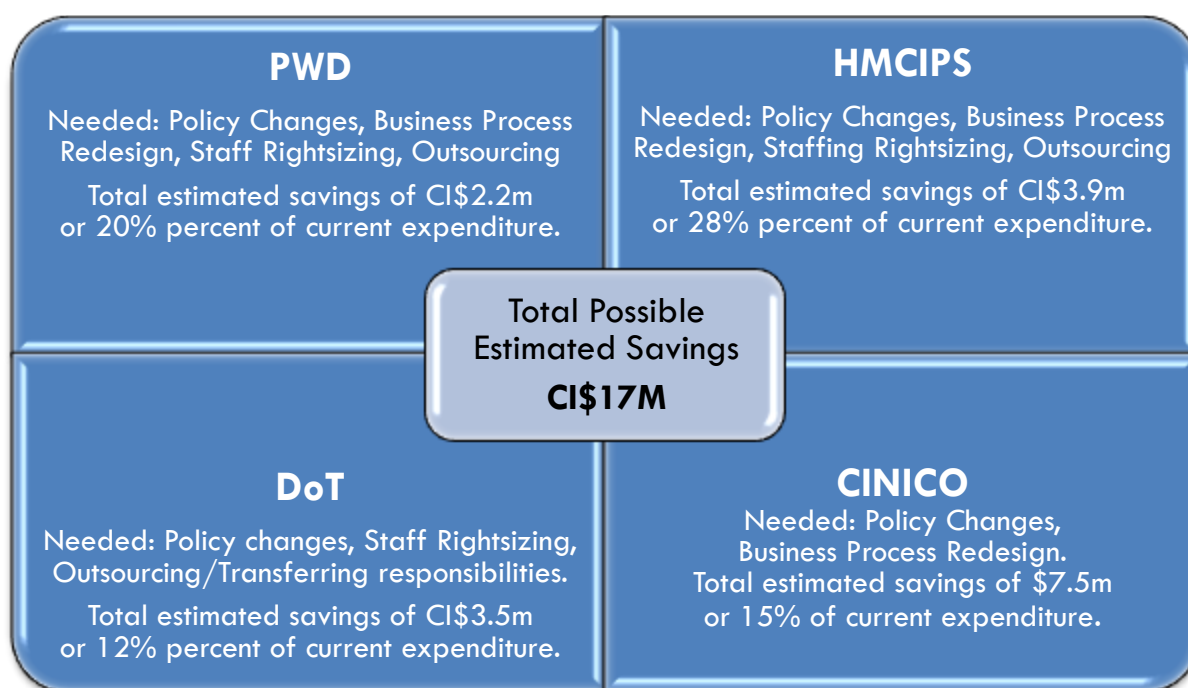 PWD
Needed: Policy Changes, Business Process
Redesign, Staff Rightsizing, Outsourcing
Total estimated savings of CI$2.2m
or 20% percent of current expenditure.
HMCIPS
Needed: Policy Changes, Business Process
Redesign, Staffing Rightsizing, Outsourcing
Total estimated savings of CI$3.9m
or 28% percent of current expenditure.
Total Possible
Estimated Savings
CI$17M
DoT
Needed: Policy changes, Staff Rightsizing,
Outsourcing/Transferring responsibilities.
Total estimated savings of CI$3.5m
or 12% percent of current expenditure.
CINICO
Needed: Policy Changes,
Business Process Redesign.
Total estimated savings of $7.5m
or 15% of current expenditure.